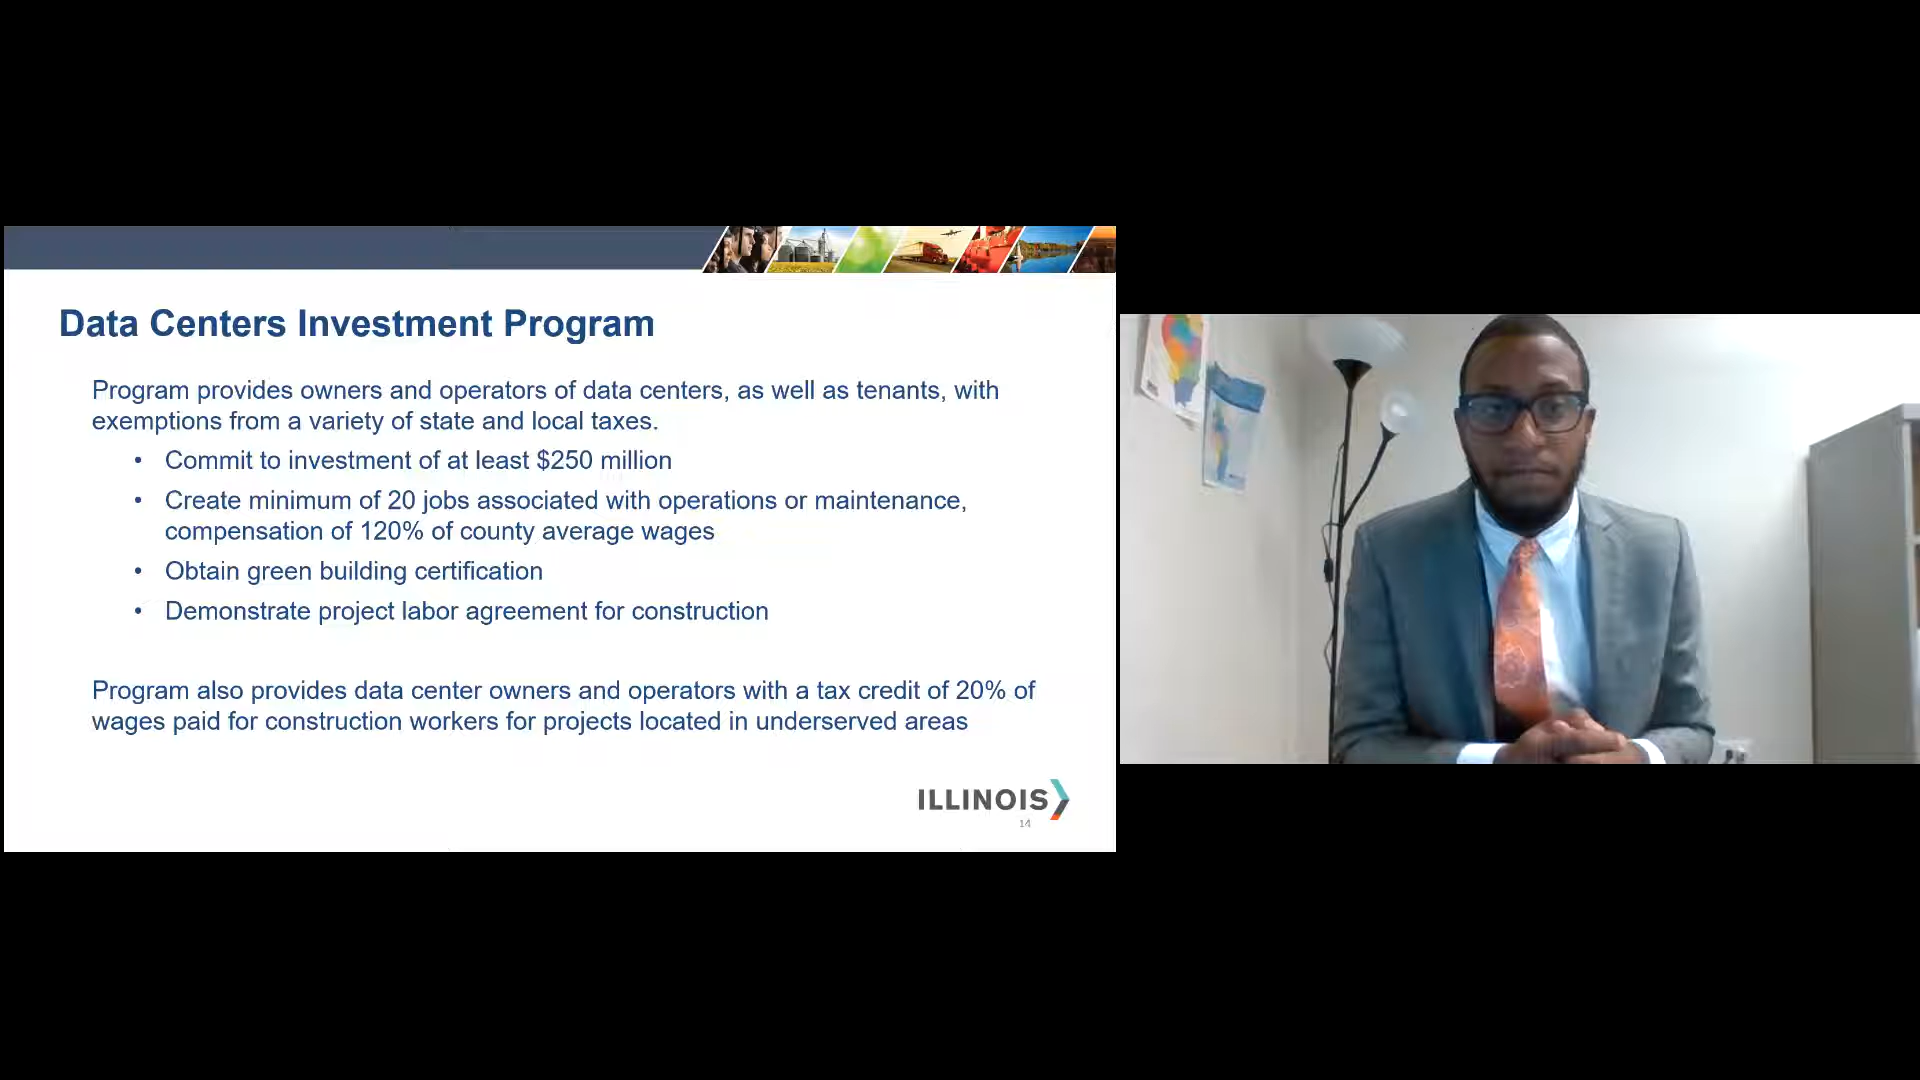 Data Centers Investment Program
Program provides owners and operators of data centers, as well as tenants, with
exemptions from a variety of state and local taxes.
• Commit to investment of at least $250 million
• Create minimum of 20 jobs associated with operations or maintenance,
compensation of 120% of county average wages
• Obtain green building certification
• Demonstrate project labor agreement for construction
Program also provides data center owners and operators with a tax credit of 20% of
wages paid for construction workers for projects located in underserved areas
ILLINOIS
14